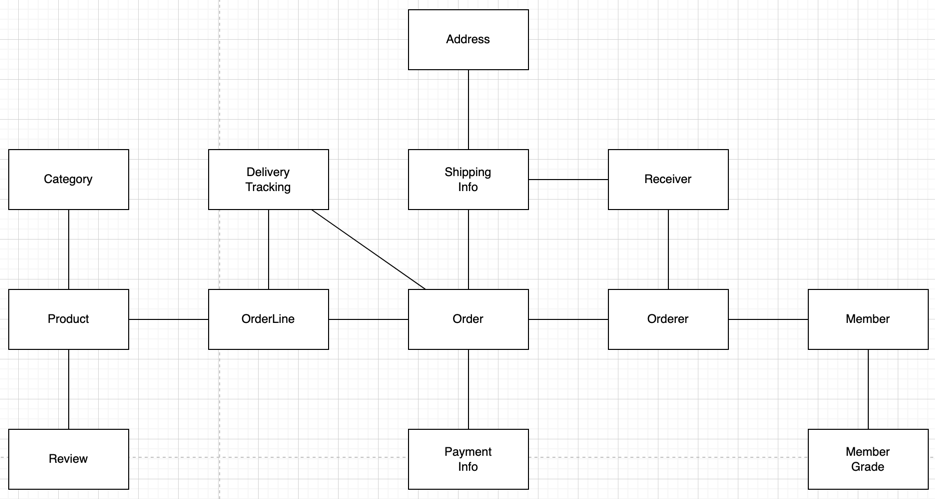 Address
Category
Delivery
Tracking
Shipping
Info
Receiver
Product
OrderLine
Order
Orderer
Member
Review
Payment
Info
Member
Grade